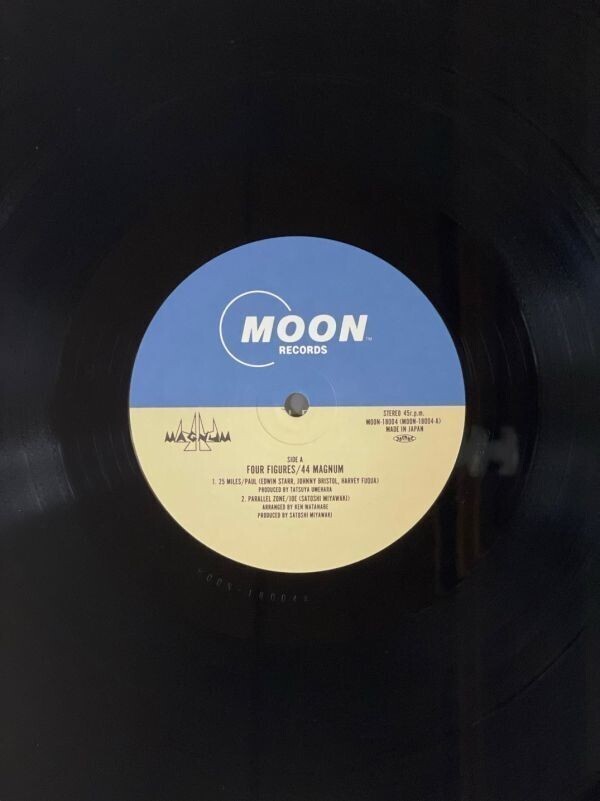 MOON TM
RECORDS
44
MAGNUM
STEREO 45r.p.m.
MOON-18004 (MOON-18004-A)
MADE IN JAPAN
SIDE A
FOUR FIGURES/44 MAGNUM
1. 25 MILES/PAUL (EDWIN STARR, JOHNNY BRISTOL, HARVEY FUQUA)
PRODUCED BY TATSUYA UMEHARA
2. PARALLEL ZONE/JOE (SATOSHI MIYAWAKI)
ARRANGED BY KEN WATANABE
PRODUCED BY SATOSHI MIYAWAKI